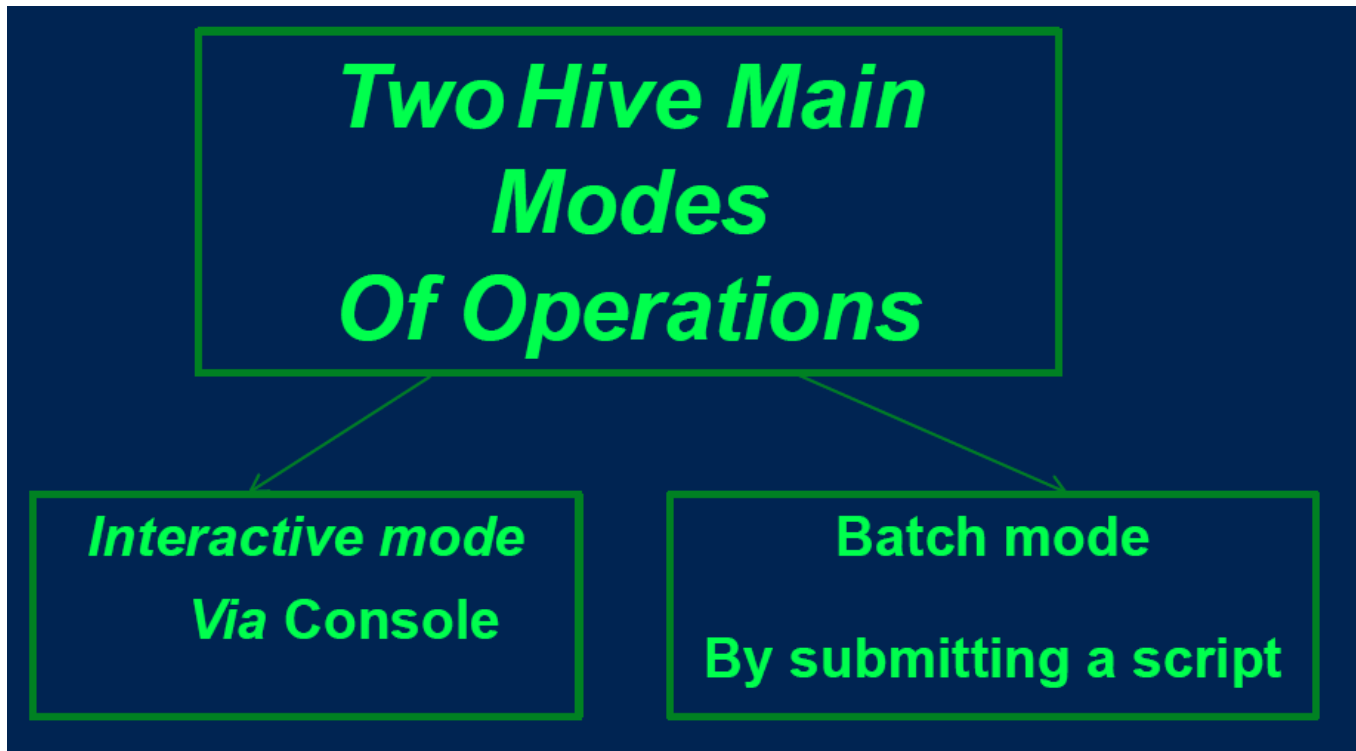 Two Hive Main
Modes
Of Operations
Interactive mode
Via Console
Batch mode
By submitting a script